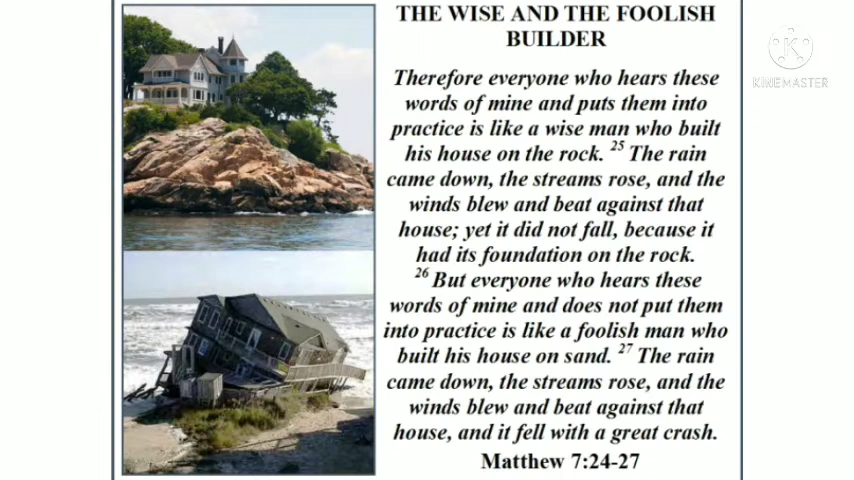 THE WISE AND THE FOOLISH
BUILDER
Therefore everyone who hears these
words of mine and puts them into
practice is like a wise man who built
his house on the rock. 25 The rain
came down, the streams rose, and the
winds blew and beat against that
house; yet it did not fall, because it
had its foundation on the rock.
26 But everyone who hears these
words of mine and does not put them
into practice is like a foolish man who
built his house on sand. 27 The rain
came down, the streams rose, and the
winds blew and beat against that
house, and it fell with a great crash.
Matthew 7:24-27
K
KINEMASTER